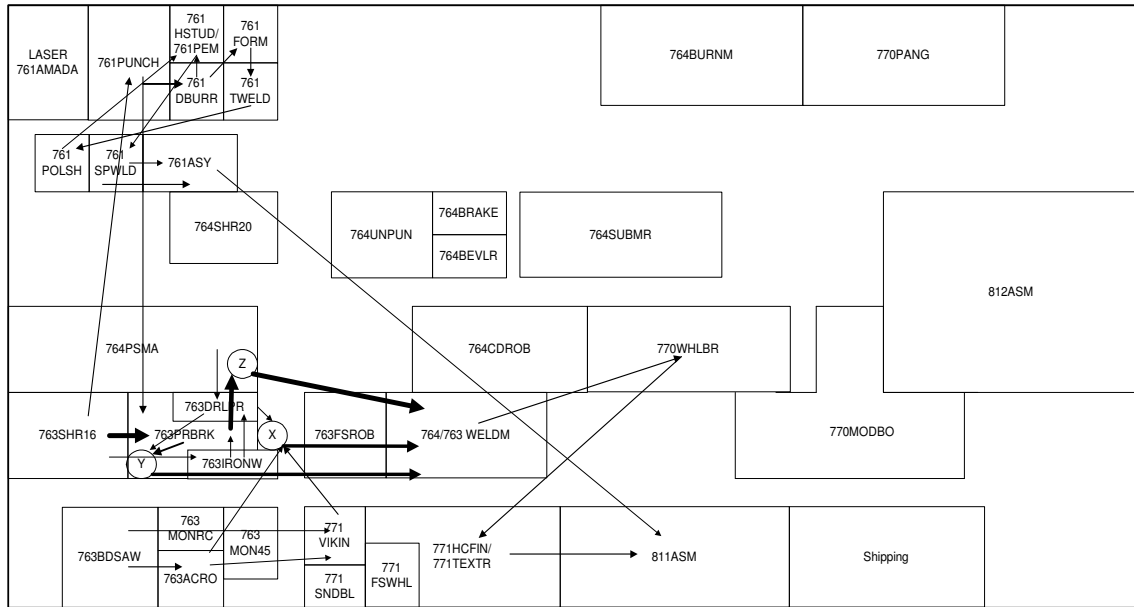 LASER
761AMADA
761PUNCH
761
HSTUD/
761PEM
761
FORM
761
DBURR
761
TWELD
764BURNM
770PANG
761
POLSH
761
SPWLD
761ASY
764SHR20
764UNPUN
764BRAKE
764BEVLR
764SUBMR
812ASM
764PSMA
Z
764CDROB
770WHLBR
763SHR16
763PRBRK
763DRLPR
X
Y
763IRONW
763FSROB
764/763 WELDM
770MODBO
763BDSAW
763
MONRC
763ACRO
763
MON45
771
VIKIN
771
SNDBL
771
FSWHL
771HCFIN/
771TEXTR
811ASM
Shipping